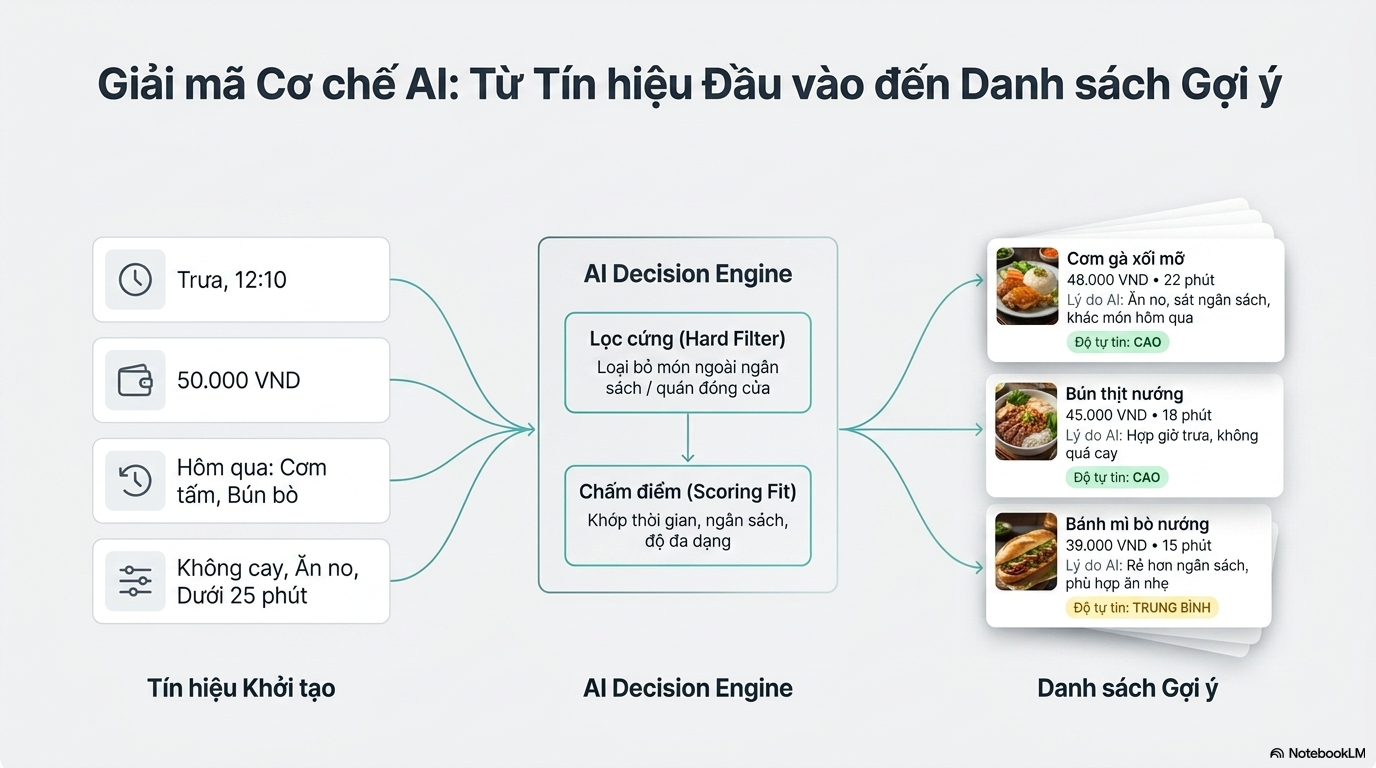 Giải mã Cơ chế AI: Từ Tín hiệu Đầu vào đến Danh sách Gợi ý
Trưa, 12:10
50.000 VND
Hôm qua: Cơm
tấm, Bún bò
Không cay, Ăn no,
Dưới 25 phút
Tín hiệu Khởi tạo
AI Decision Engine
Lọc cứng (Hard Filter)
Loại bỏ món ngoài ngân
sách / quán đóng của
Chấm điểm (Scoring Fit)
Khớp thời gian, ngân sách,
độ đa dạng
AI Decision Engine
Cơm gà xối mỡ
48.000 VND • 22 phút
Lý do AI: Ăn no, sát ngân sách,
khác món hôm qua
Độ tự tin: CAO
Bún thịt nướng
45.000 VND • 18 phút
Lý do AI: Hợp giờ trưa, không
quá cay
Độ tự tin: CAO
Bánh mì bò nướng
39.000 VND • 15 phút
Lý do AI: Rẻ hơn ngân sách,
phù hợp ăn nhẹ
Độ tự tin: TRUNG BÌNH
Danh sách Gợi ý
NotebookLM